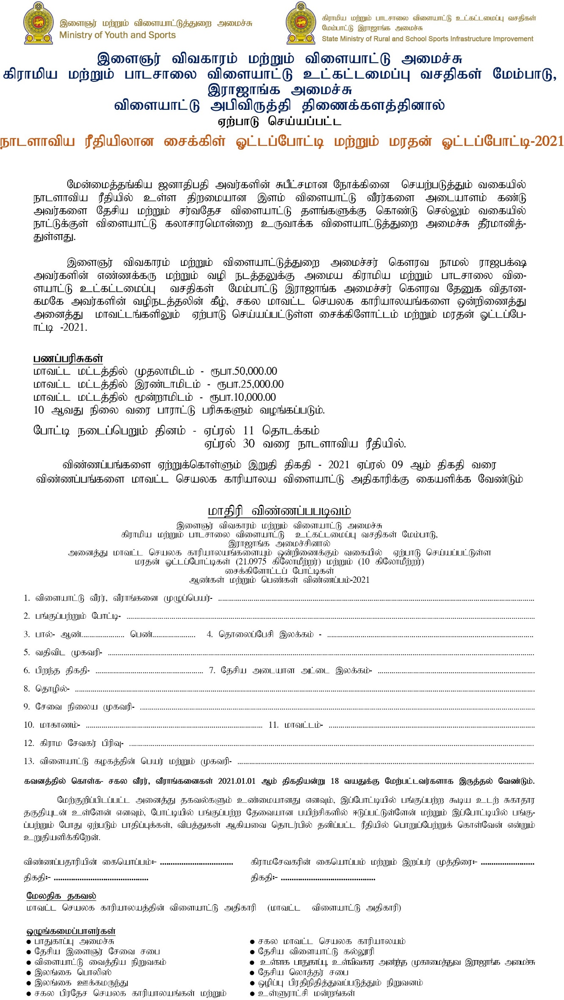 இளைஞர் மற்றும் விளையாட்டுத்துறை அமைச்சு
Ministry of Youth and Sports
கிராமிய மற்றும் பாடசாலை விளையாட்டு உட்கட்டமைப்பு வசதிகள்
மேம்பாட்டு இராஜாங்க அமைச்சு
State Ministry of Rural and School Sports Infrastructure Improvement
இளைஞர் விவகாரம் மற்றும் விளையாட்டு அமைச்சு
கிராமிய மற்றும் பாடசாலை விளையாட்டு உட்கட்டமைப்பு வசதிகள் மேம்பாடு,
இராஜாங்க அமைச்சு
விளையாட்டு அபிவிருத்தி திணைக்களத்தினால்
ஏற்பாடு செய்யப்பட்ட
நாடளாவிய ரீதியிலான சைக்கிள் ஓட்டப்போட்டி மற்றும் மரதன் ஓட்டப்போட்டி-2021
மேன்மைத்தங்கிய ஜனாதிபதி அவர்களின் சுபீட்சமான நோக்கினை செயற்படுத்தும் வகையில்
நாடளாவிய ரீதியில் உள்ள திறமையான இளம் விளையாட்டு வீரர்களை அடையாளம் கண்டு
அவர்களை தேசிய மற்றும் சர்வதேச விளையாட்டு தளங்களுக்கு கொண்டு செல்லும் வகையில்
நாட்டுக்குள் விளையாட்டு கலாசாரமொன்றை உருவாக்க விளையாட்டுத்துறை அமைச்சு தீர்மானித்-
துள்ளது.
இளைஞர் விவகாரம் மற்றும் விளையாட்டுத்துறை அமைச்சர் கௌரவ நாமல் ராஜபக்ஷ
அவர்களின் எண்ணக்கரு மற்றும் வழி நடத்தலுக்கு அமைய கிராமிய மற்றும் பாடசாலை விளை-
ளயாட்டு உட்கட்டமைப்பு வசதிகள் மேம்பாட்டு இராஜாங்க அமைச்சர் கௌரவ தேனுக விதான-
கமகே அவர்களின் வழிநடத்தலின் கீழ், சகல மாவட்ட செயலக காரியாலயங்களை ஒன்றிணைத்து
அனைத்து மாவட்டங்களிலும் ஏற்பாடு செய்யப்பட்டுள்ள சைக்கிளோட்டம் மற்றும் மரதன் ஓட்டப்பே-
ாட்டி -2021.
பணப்பரிசுகள்
மாவட்ட மட்டத்தில் முதலாமிடம் - ரூபா.50,000.00
மாவட்ட மட்டத்தில் இரண்டாமிடம் - ரூபா.25,000.00
மாவட்ட மட்டத்தில் மூன்றாமிடம் - ரூபா.10,000.00
10 ஆவது நிலை வரை பாராட்டு பரிசுகளும் வழங்கப்படும்.
போட்டி நடைப்பெறும் தினம் - ஏப்ரல் 11 தொடக்கம்
ஏப்ரல் 30 வரை நாடளாவிய ரீதியில்.
விண்ணப்பங்களை ஏற்றுக்கொள்ளும் இறுதி திகதி - 2021 ஏப்ரல் 09 ஆம் திகதி வரை
விண்ணப்பங்களை மாவட்ட செயலக காரியாலய விளையாட்டு அதிகாரிக்கு கையளிக்க வேண்டும்
மாதிரி விண்ணப்பபடிவம்
இளைஞர் விவகாரம் மற்றும் விளையாட்டு அமைச்சு
கிராமிய மற்றும் பாடசாலை விளையாட்டு உட்கட்டமைப்பு வசதிகள் மேம்பாடு,
இராஜாங்க அமைச்சினால்
அனைத்து மாவட்ட செயலக காரியாலயங்களையும் ஒன்றிணைக்கும் வகையில் ஏற்பாடு செய்யப்பட்டுள்ள
மரதன் ஓட்டப்போட்டிகள் (21.0975 கிலோமீற்றர்) மற்றும் (10 கிலோமீற்றர்)
சைக்கிளோட்டப் போட்டிகள்
ஆண்கள் மற்றும் பெண்கள் விண்ணப்பம்-2021
1. விளையாட்டு வீரர், வீராங்கனை முழுப்பெயர்- ........................
2. பங்குப்பற்றும் போட்டி- ........................
3. பால்- ஆண்...................... பெண்...................... 4. தொலைப்பேசி இலக்கம் - ........................
5. வதிவிட முகவரி- ........................
6. பிறந்த திகதி- ........................ 7. தேசிய அடையாள அட்டை இலக்கம்- ........................
8. தொழில்- ........................
9. சேவை நிலைய முகவரி- ........................
10. மாகாணம்- ........................ 11. மாவட்டம்- ........................
12. கிராம சேவகர் பிரிவு- ........................
13. விளையாட்டு கழகத்தின் பெயர் மற்றும் முகவரி- ........................
கவனத்தில் கொள்க- சகல வீரர், வீராங்கனைகள் 2021.01.01 ஆம் திகதியன்று 18 வயதுக்கு மேற்பட்டவர்களாக இருத்தல் வேண்டும்.
மேற்குறிப்பிடப்பட்ட அனைத்து தகவல்களும் உண்மையானது எனவும், இப்போட்டியில் பங்குப்பற்ற கூடிய உடற் சுகாதார
தகுதியுடன் உள்ளேன் எனவும், போட்டியில் பங்குப்பற்ற தேவையான பயிற்சிகளில் ஈடுப்பட்டுள்ளேன் மற்றும் இப்போட்டியில் பங்கு-
ப்பற்றும் போது ஏற்படும் பாதிப்புக்கள், விபத்துகள் ஆகியவை தொடர்பில் தனிப்பட்ட ரீதியில் பொறுப்பேற்றுக் கொள்வேன் என்றும்
உறுதியளிக்கிறேன்.
விண்ணப்பதாரியின் கையொப்பம்:- ........................ கிராமசேவகரின் கையொப்பம் மற்றும் இறப்பர் முத்திரை:- ........................
திகதி:- ........................ திகதி:- ........................
மேலதிக தகவல்
மாவட்ட செயலக காரியாலயத்தின் விளையாட்டு அதிகாரி (மாவட்ட விளையாட்டு அதிகாரி)
ஒழுங்கமைப்பாளர்கள்
● பாதுகாப்பு அமைச்சு
● தேசிய இளைஞர் சேவை சபை
● விளையாட்டு வைத்திய நிறுவகம்
● இலங்கை பொலிஸ்
● இலங்கை ஊக்கமருந்து
● சகல பிரதேச செயலக காரியாலயங்கள் மற்றும்
● சகல மாவட்ட செயலக காரியாலயம்
● தேசிய விளையாட்டு கல்லூரி
● உள்ளக பாதுகாப்பு, உள்விவகார அனர்த்த முகாமைத்துவ இராஜாங்க அமைச்சு
● தேசிய லொத்தர் சபை
● ஒழிப்பு பிரதிநிதித்துவப்படுத்தும் நிறுவனம்
● உள்ளுராட்சி மன்றங்கள்